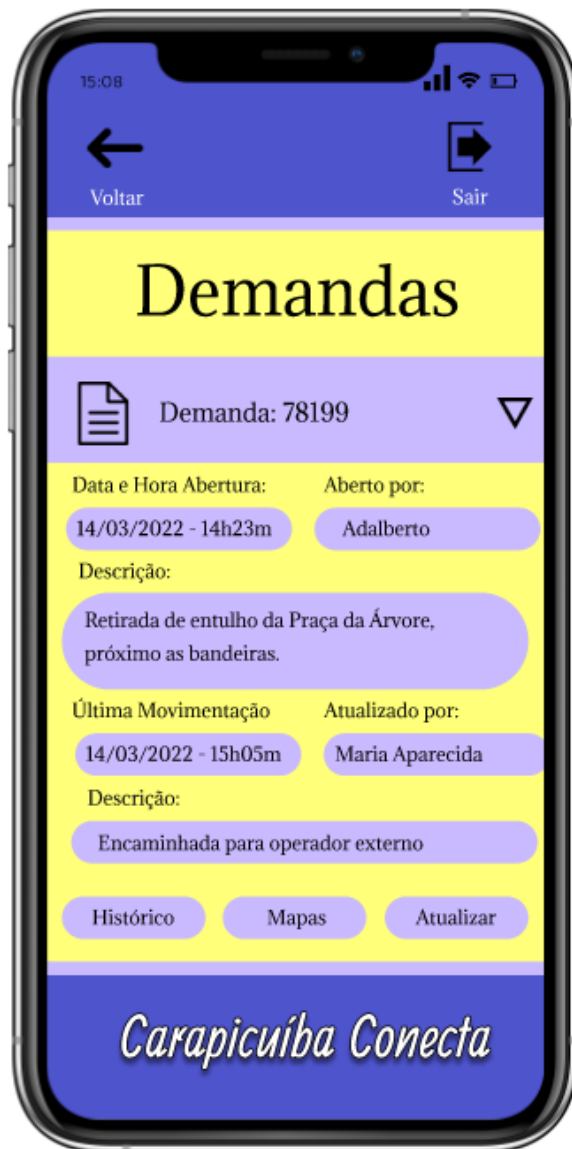 15:08
Voltar
Sair
Demandas
Demanda: 78199
Data e Hora Abertura: Aberto por:
14/03/2022 - 14h23m Adalberto
Descrição:
Retirada de entulho da Praça da Árvore,
próximo as bandeiras.
Última Movimentação Atualizado por:
14/03/2022 - 15h05m Maria Aparecida
Descrição:
Encaminhada para operador externo
Histórico Mapas Atualizar
Carapicuíba Conecta